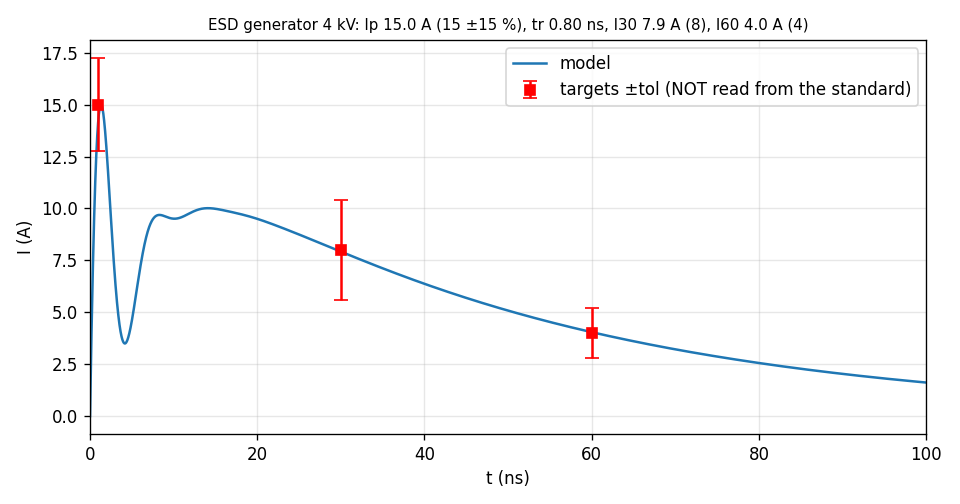 ESD generator 4 kV: Ip 15.0 A (15 ±15 %), tr 0.80 ns, I30 7.9 A (8), I60 4.0 A (4)
model
targets ±tol (NOT read from the standard)
17.5
15.0
12.5
10.0
7.5
5.0
2.5
0.0
I (A)
0 20 40 60 80 100
t (ns)